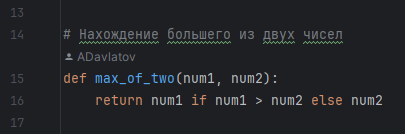 13
14 # Нахождение большего из двух чисел
ADavlatov
15 def max_of_two(num1, num2):
16     return num1 if num1 > num2 else num2
17